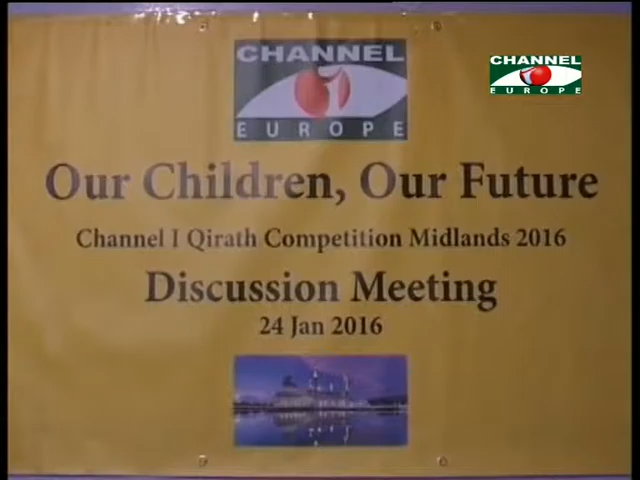 CHANNEL
EUROPE
CHANNEL
EUROPE
Our Children, Our Future
Channel I Qirath Competition Midlands 2016
Discussion Meeting
24 Jan 2016